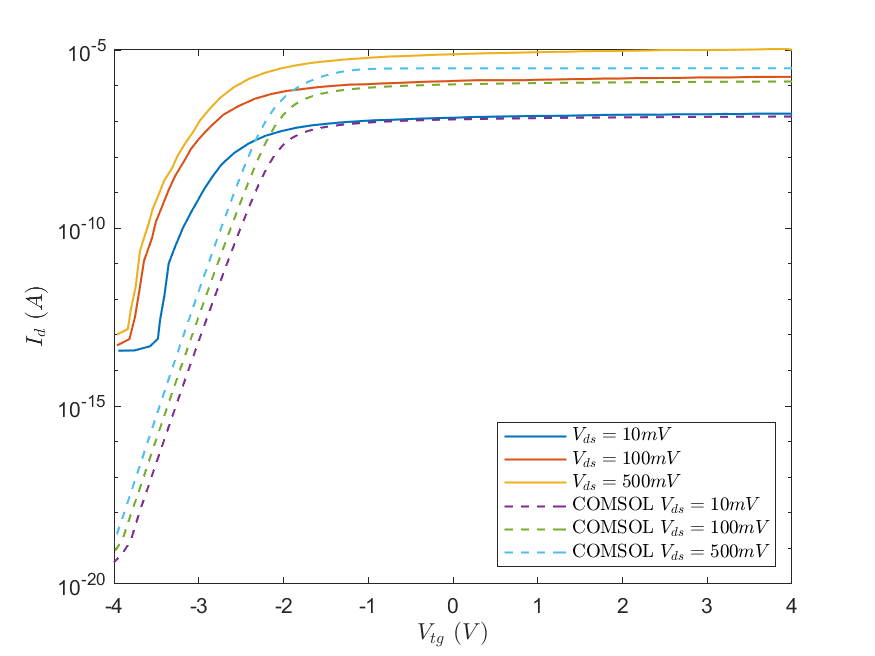 10^-5
10^-10
10^-15
10^-20
I_d (A)
-4 -3 -2 -1 0 1 2 3 4
V_tg (V)
V_ds = 10mV
V_ds = 100mV
V_ds = 500mV
COMSOL V_ds = 10mV
COMSOL V_ds = 100mV
COMSOL V_ds = 500mV